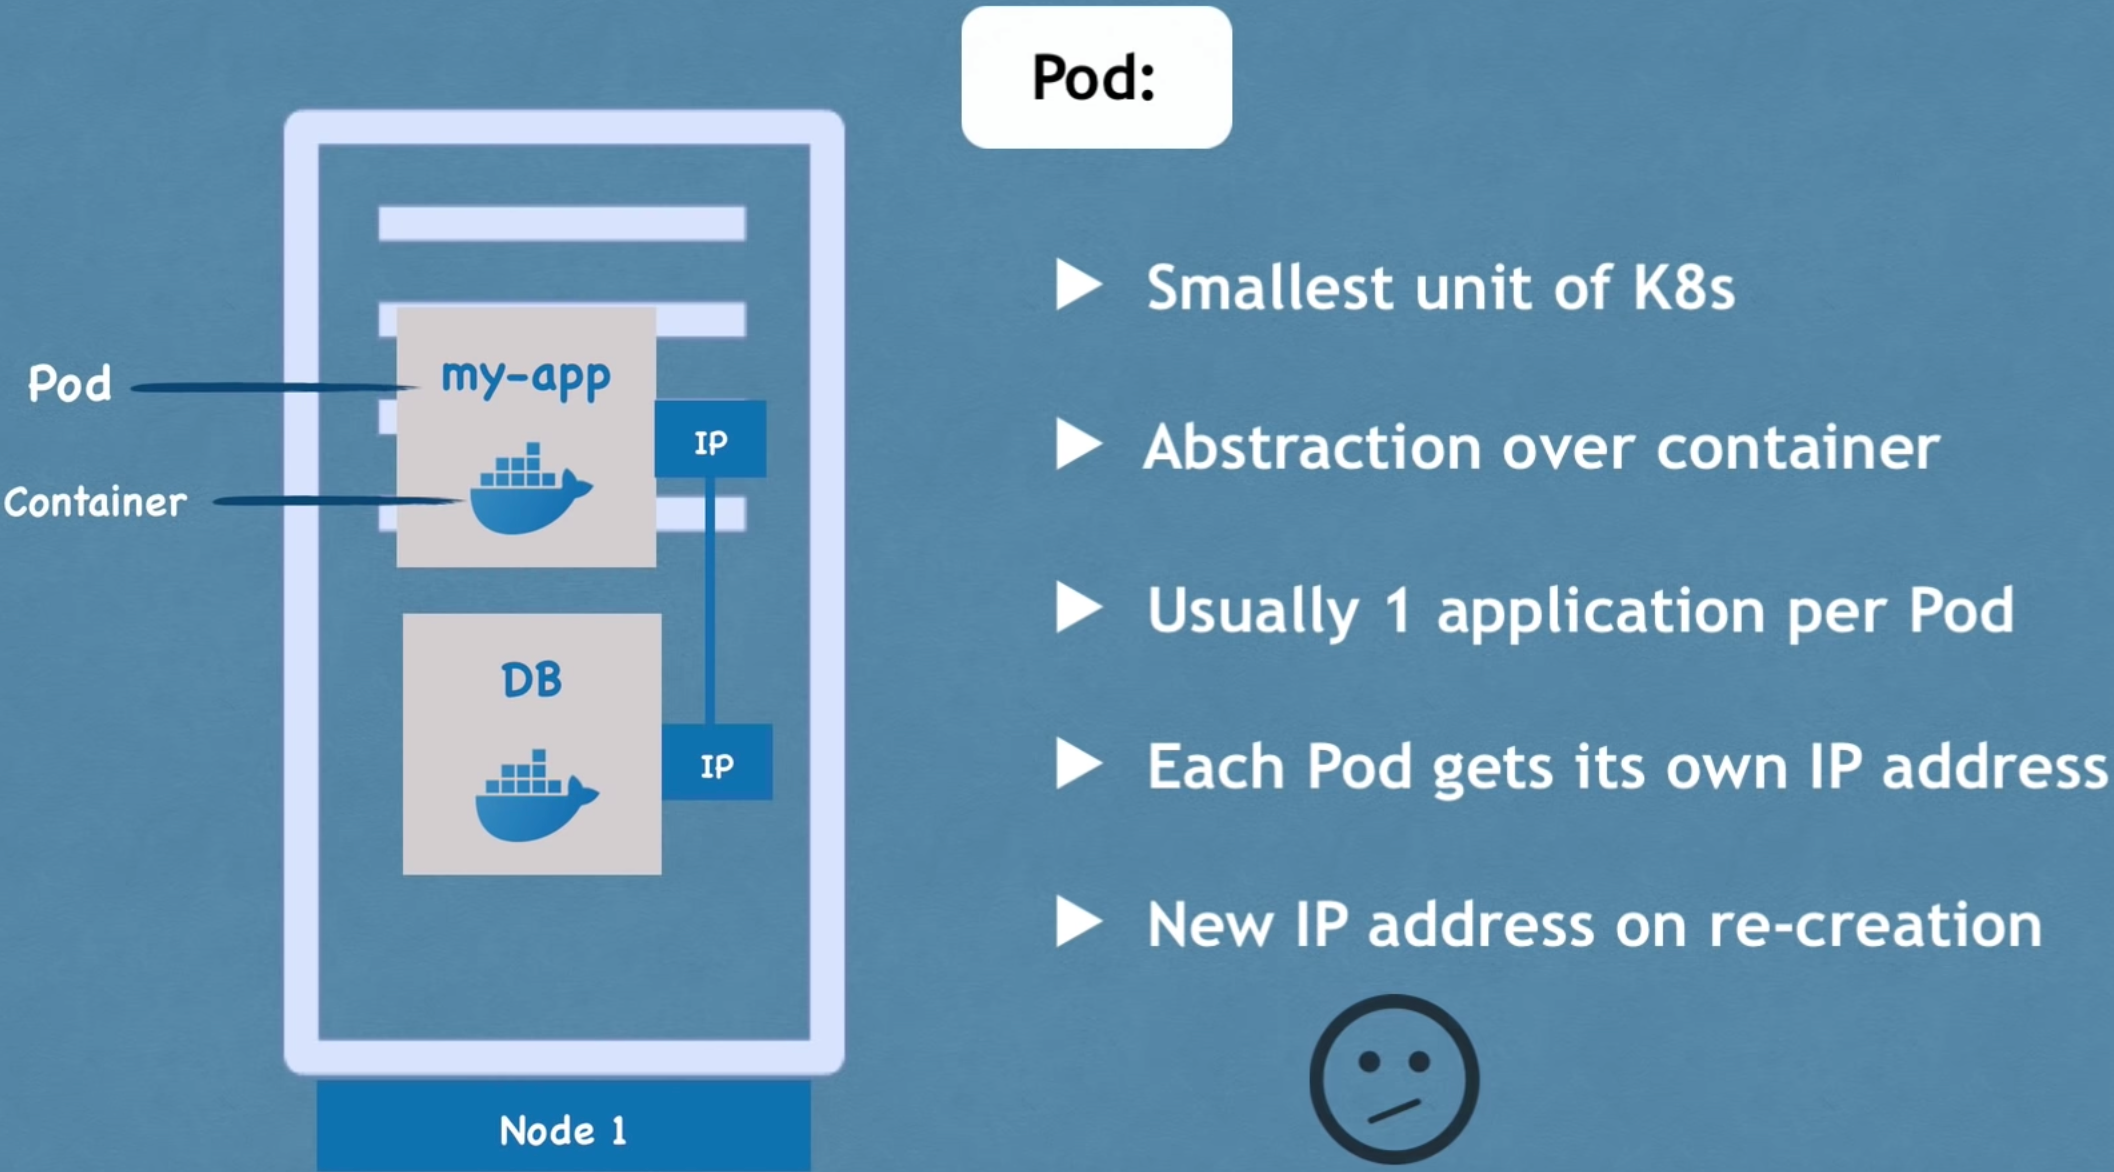 Pod:
Smallest unit of K8s
Abstraction over container
Usually 1 application per Pod
Each Pod gets its own IP address
New IP address on re-creation
Pod
Container
my-app
IP
DB
IP
Node 1